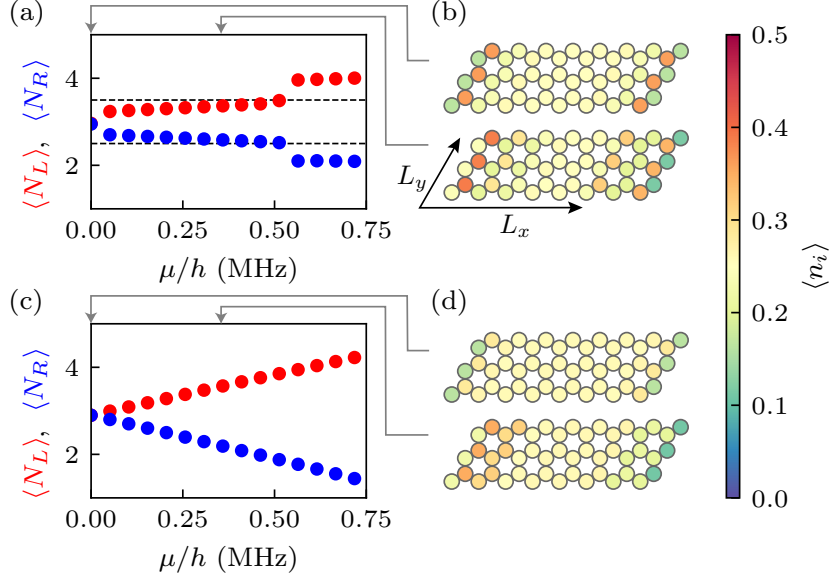 (a)
(b)
⟨N_L⟩, ⟨N_R⟩
4
2
0.00 0.25 0.50 0.75
μ/h (MHz)
L_y
L_x
(c)
(d)
⟨N_L⟩, ⟨N_R⟩
4
2
0.00 0.25 0.50 0.75
μ/h (MHz)
0.5
0.4
0.3
0.2
0.1
0.0
⟨n_i⟩